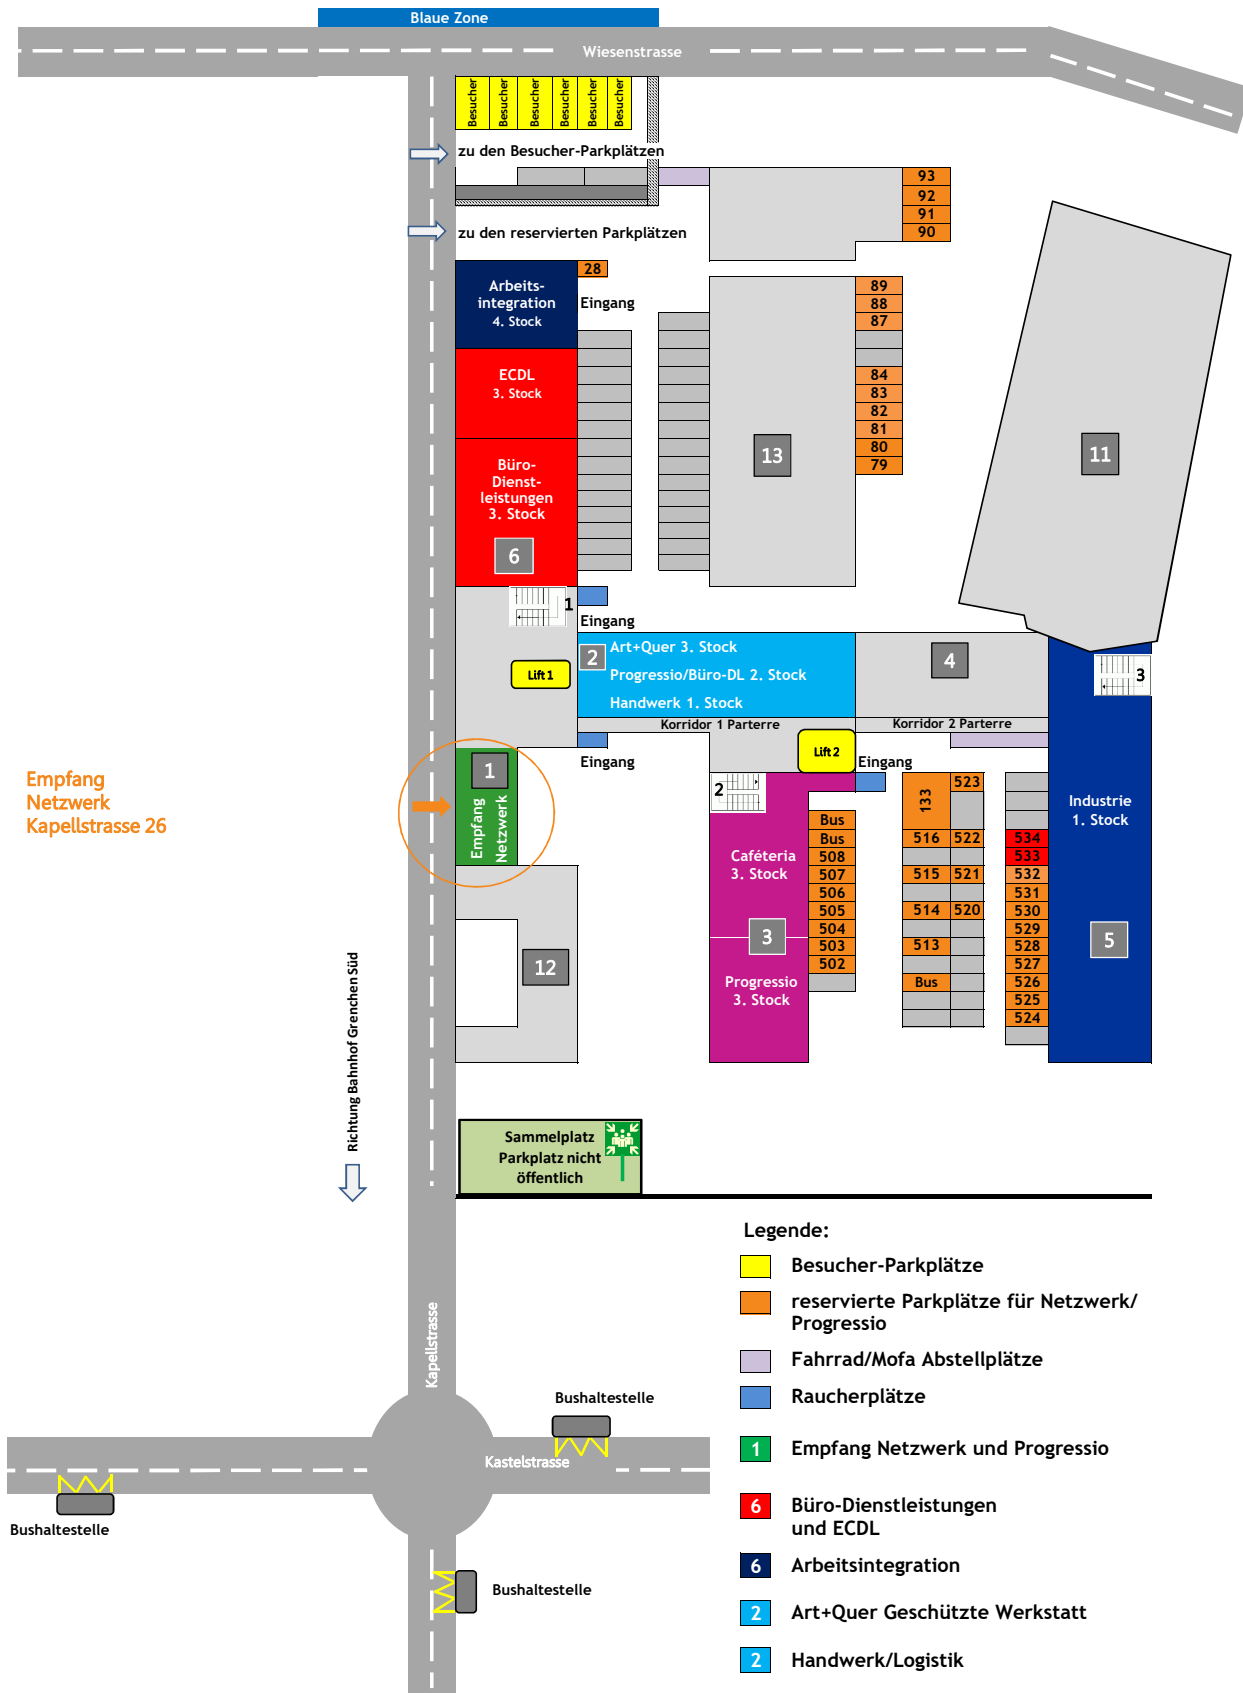 Blaue Zone
Wiesenstrasse
Besucher
Besucher
Besucher
Besucher
Besucher
Besucher
zu den Besucher-Parkplätzen
93
92
91
90
zu den reservierten Parkplätzen
28
Arbeits-
integration
4. Stock
Eingang
89
88
87
84
83
82
81
80
79
ECDL
3. Stock
Büro-
Dienst-
leistungen
3. Stock
6
13
11
1
Eingang
2
Art+Quer 3. Stock
Progressio/Büro-DL 2. Stock
Handwerk 1. Stock
4
3
Lift 1
Korridor 1 Parterre
Korridor 2 Parterre
Lift 2
Eingang
Eingang
1
Empfang
Netzwerk
Empfang
Netzwerk
Kapellstrasse 26
2
Caféteria
3. Stock
3
Progressio
3. Stock
Bus
Bus
508
507
506
505
504
503
502
133
523
516
522
515
521
514
520
513
Bus
534
533
532
531
530
529
528
527
526
525
524
Industrie
1. Stock
5
12
Richtung Bahnhof Grenchen Süd
Sammelplatz
Parkplatz nicht
öffentlich
Kapellstrasse
Bushaltestelle
Kastelstrasse
Bushaltestelle
Bushaltestelle
Legende:
Besucher-Parkplätze
reservierte Parkplätze für Netzwerk/
Progressio
Fahrrad/Mofa Abstellplätze
Raucherplätze
1 Empfang Netzwerk und Progressio
6 Büro-Dienstleistungen
und ECDL
6 Arbeitsintegration
2 Art+Quer Geschützte Werkstatt
2 Handwerk/Logistik